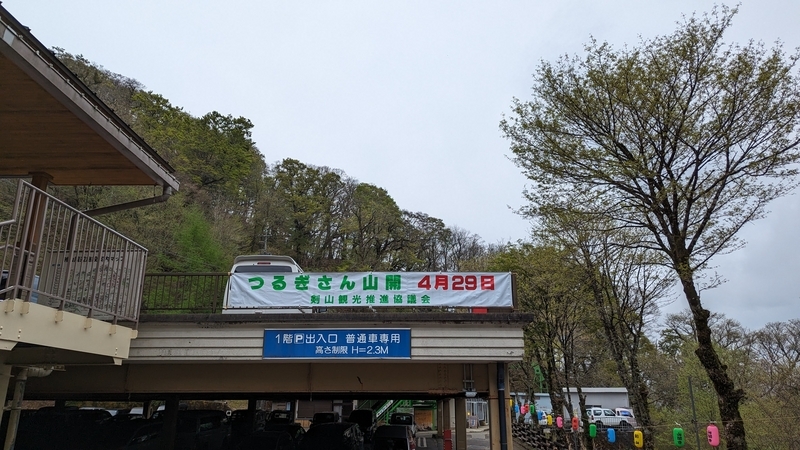 つるぎさん山開 4月29日
剣山観光推進協議会
1階P出入口 普通車専用
高さ制限 H=2.3M